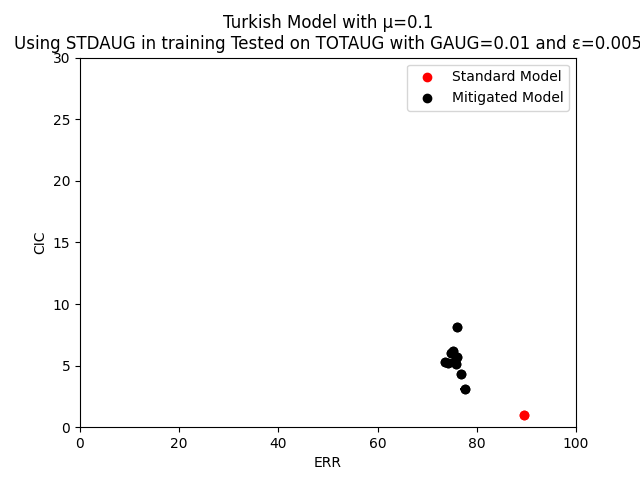 Turkish Model with μ=0.1
Using STDAUG in training Tested on TOTAUG with GAUG=0.01 and ε=0.005
Standard Model
Mitigated Model
30
25
20
15
10
5
0
CIC
0 20 40 60 80 100
ERR